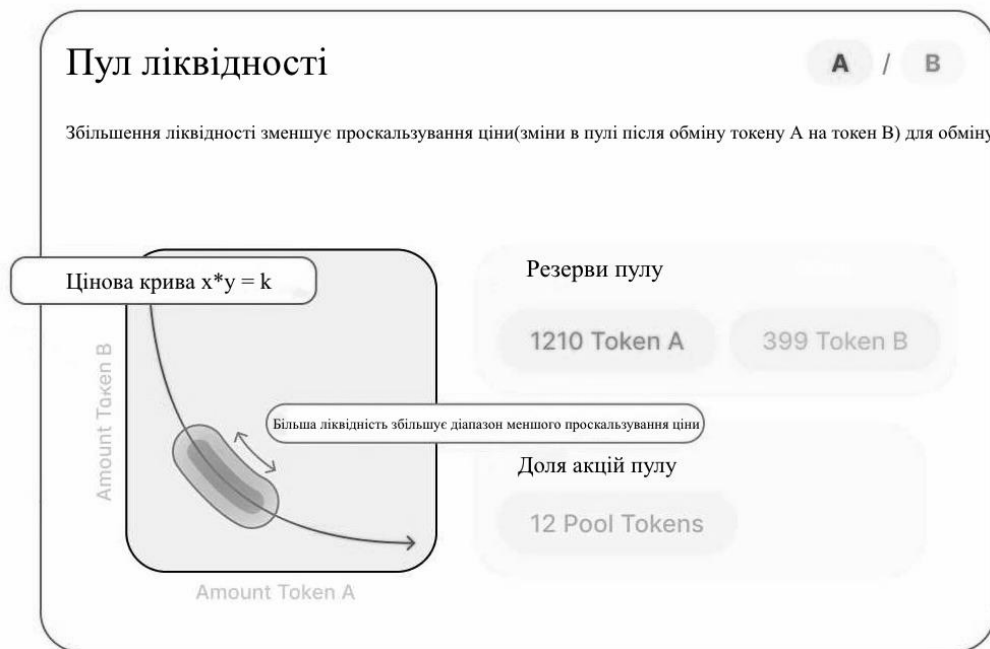 Пул ліквідності
A / B
Збільшення ліквідності зменшує проскальзування ціни(зміни в пулі після обміну токену А на токен В) для обміну
Цінова крива x*y = k
Резерви пулу
1210 Token A
399 Token B
Amount Token B
Більша ліквідність збільшує діапазон меншого проскальзування ціни
Доля акцій пулу
12 Pool Tokens
Amount Token A